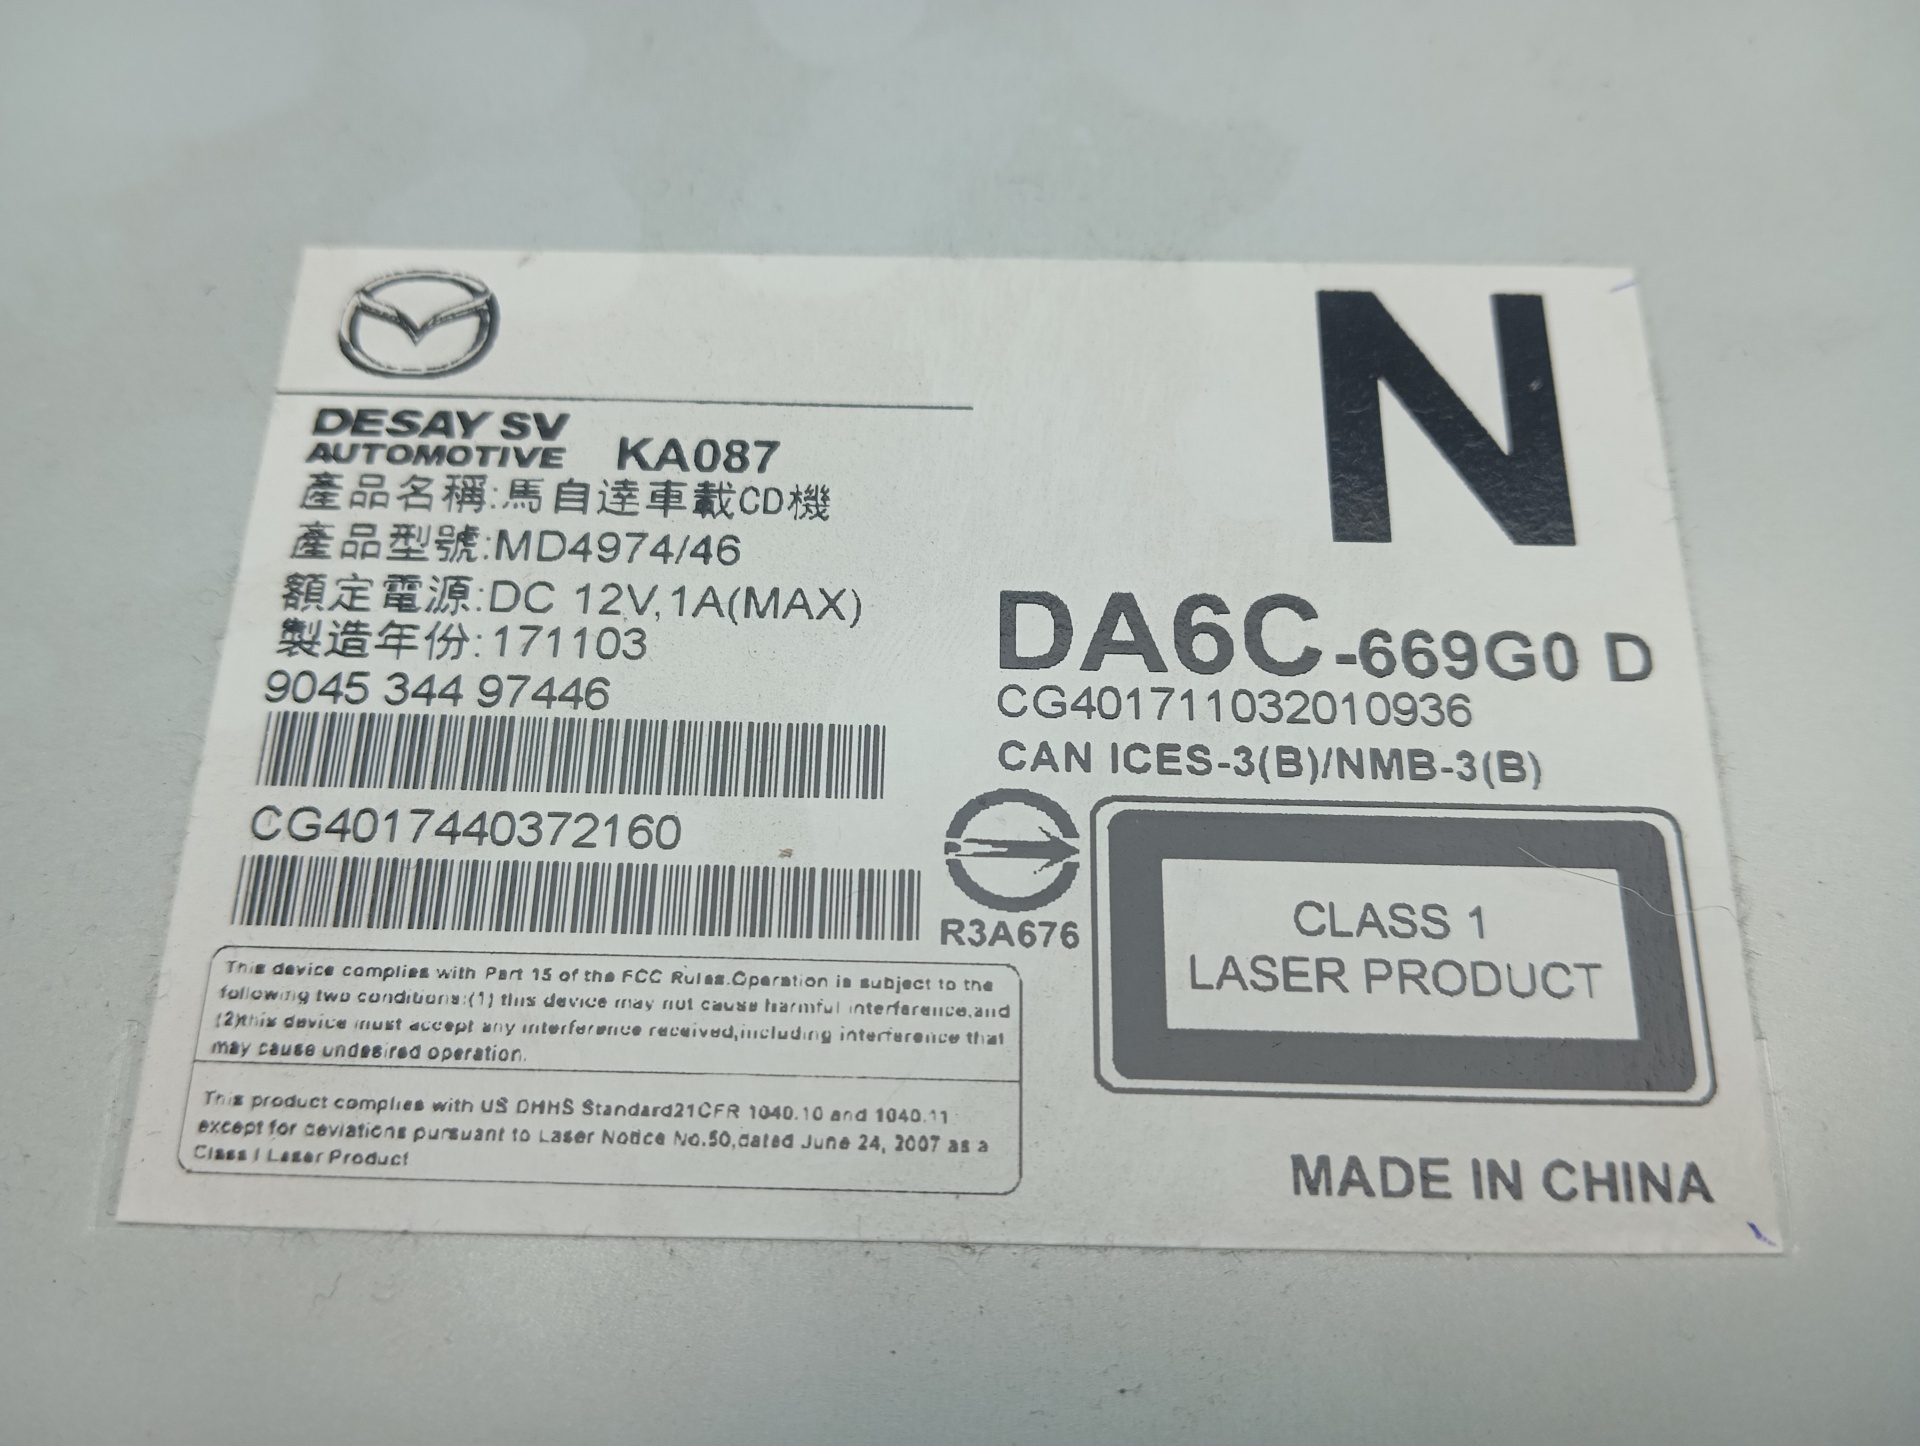 N
DESAY SV
AUTOMOTIVE KA087
產品名稱:馬自達車載CD機
產品型號:MD4974/46
額定電源:DC 12V,1A(MAX)
製造年份:171103
9045 344 97446
CG4017440372160
DA6C-669G0 D
CG401711032010936
CAN ICES-3(B)/NMB-3(B)
R3A676
CLASS 1
LASER PRODUCT
This device complies with Part 15 of the FCC Rules.Operation is subject to the
following two conditions:(1) this device may not cause harmful interference,and
(2)this device must accept any interference received,including interference that
may cause undesired operation.
This product complies with US DHHS Standard21CFR 1040.10 and 1040.11
except for deviations pursuant to Laser Notice No.50,dated June 24, 2007 as a
Class I Laser Product
MADE IN CHINA